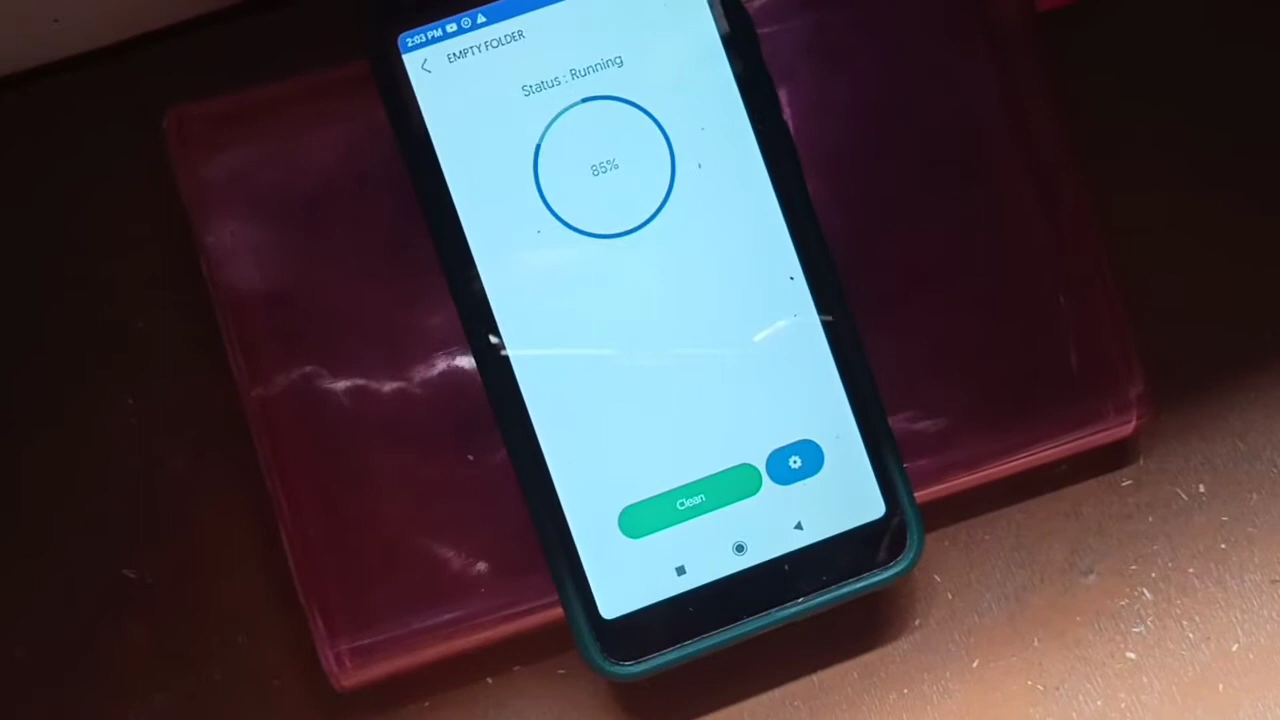 2:03 PM
EMPTY FOLDER
Status : Running
85%
Clean